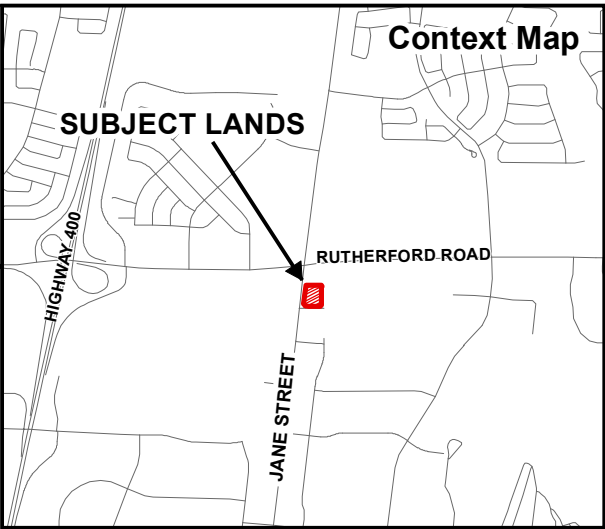 Context Map
SUBJECT LANDS
HIGHWAY 400
RUTHERFORD ROAD
JANE STREET